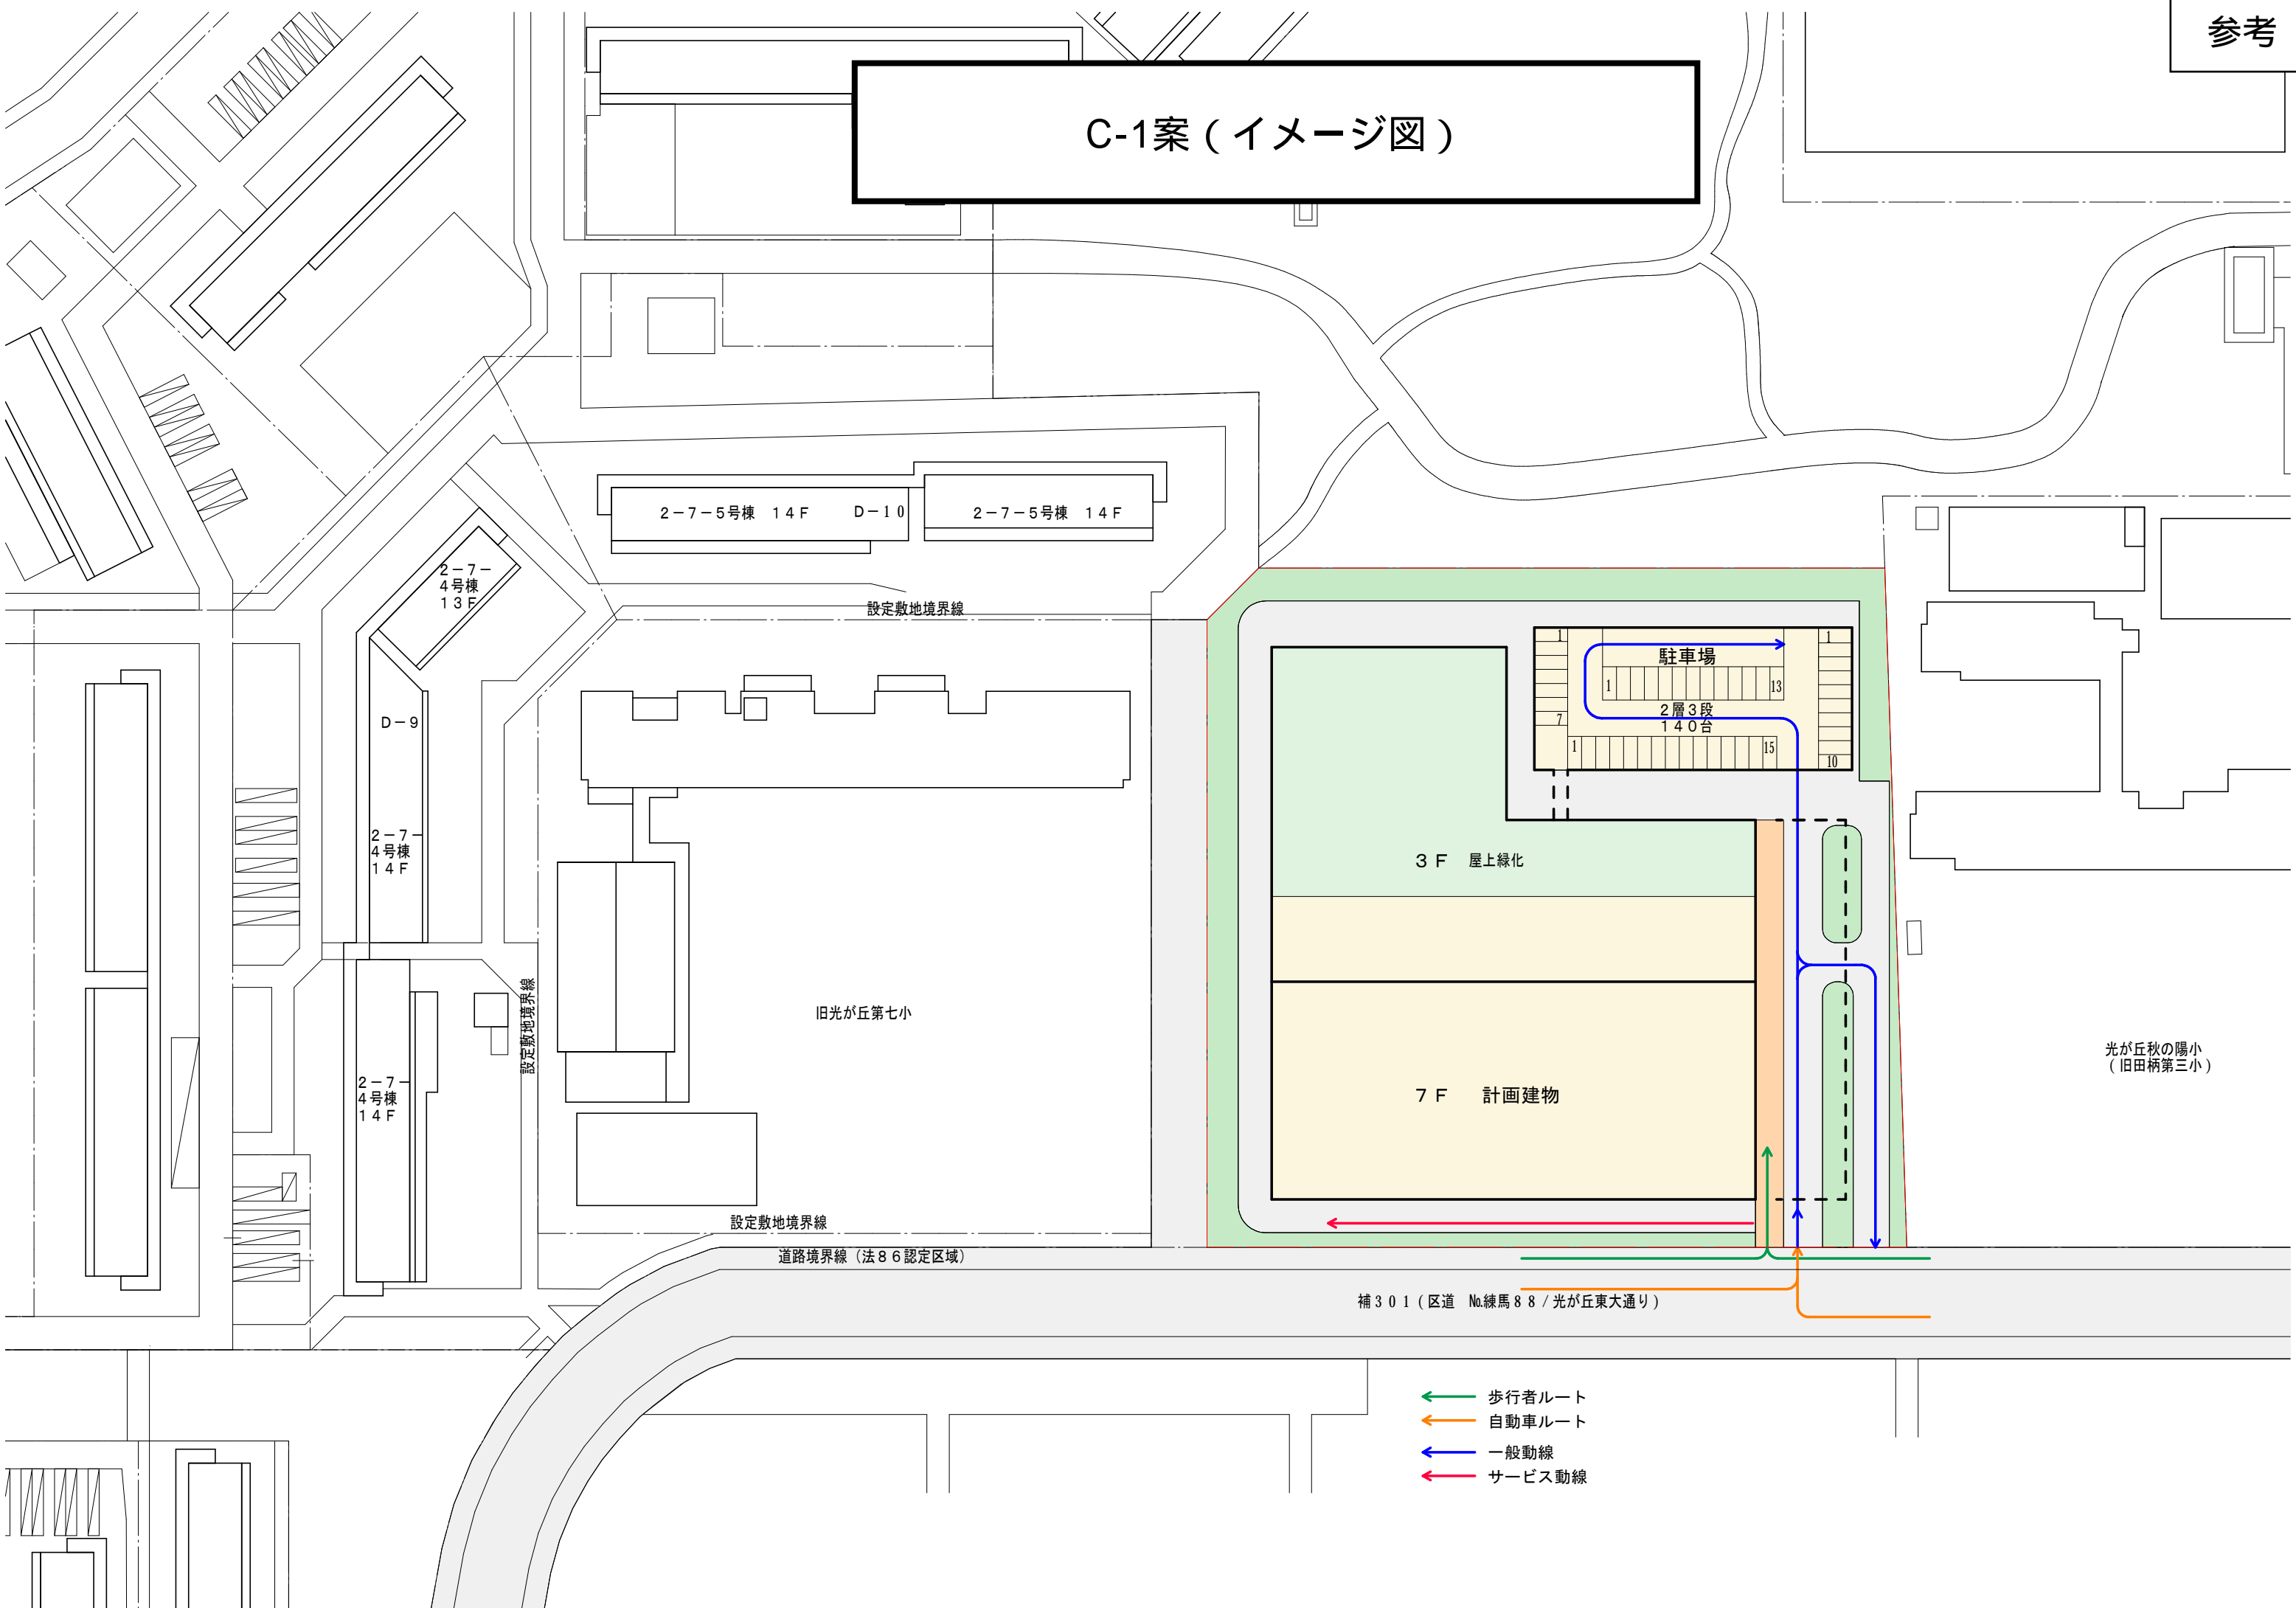 参考
C-1案（イメージ図）
2－7－5号棟　14F
D－10
2－7－5号棟　14F
2－7－
4号棟
13F
設定敷地境界線
1
駐車場
1
1
13
D－9
7
2層3段
140台
1
15
10
2－7－
4号棟
14F
3F　屋上緑化
設定敷地境界線
旧光が丘第七小
光が丘秋の陽小
（旧田柄第三小）
2－7－
4号棟
14F
7F　計画建物
設定敷地境界線
道路境界線（法86認定区域）
補301（区道　№練馬88/光が丘東大通り）
歩行者ルート
自動車ルート
一般動線
サービス動線